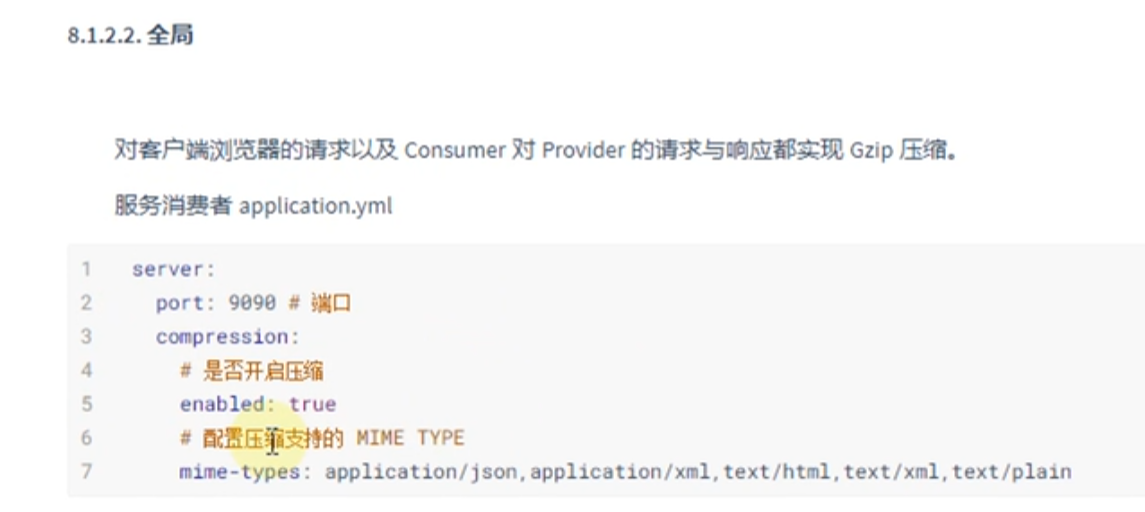 8.1.2.2. 全局
对客户端浏览器的请求以及 Consumer 对 Provider 的请求与响应都实现 Gzip 压缩。
服务消费者 application.yml
1 server:
2 port: 9090 # 端口
3 compression:
4 # 是否开启压缩
5 enabled: true
6 # 配置压缩支持的 MIME TYPE
7 mime-types: application/json,application/xml,text/html,text/xml,text/plain